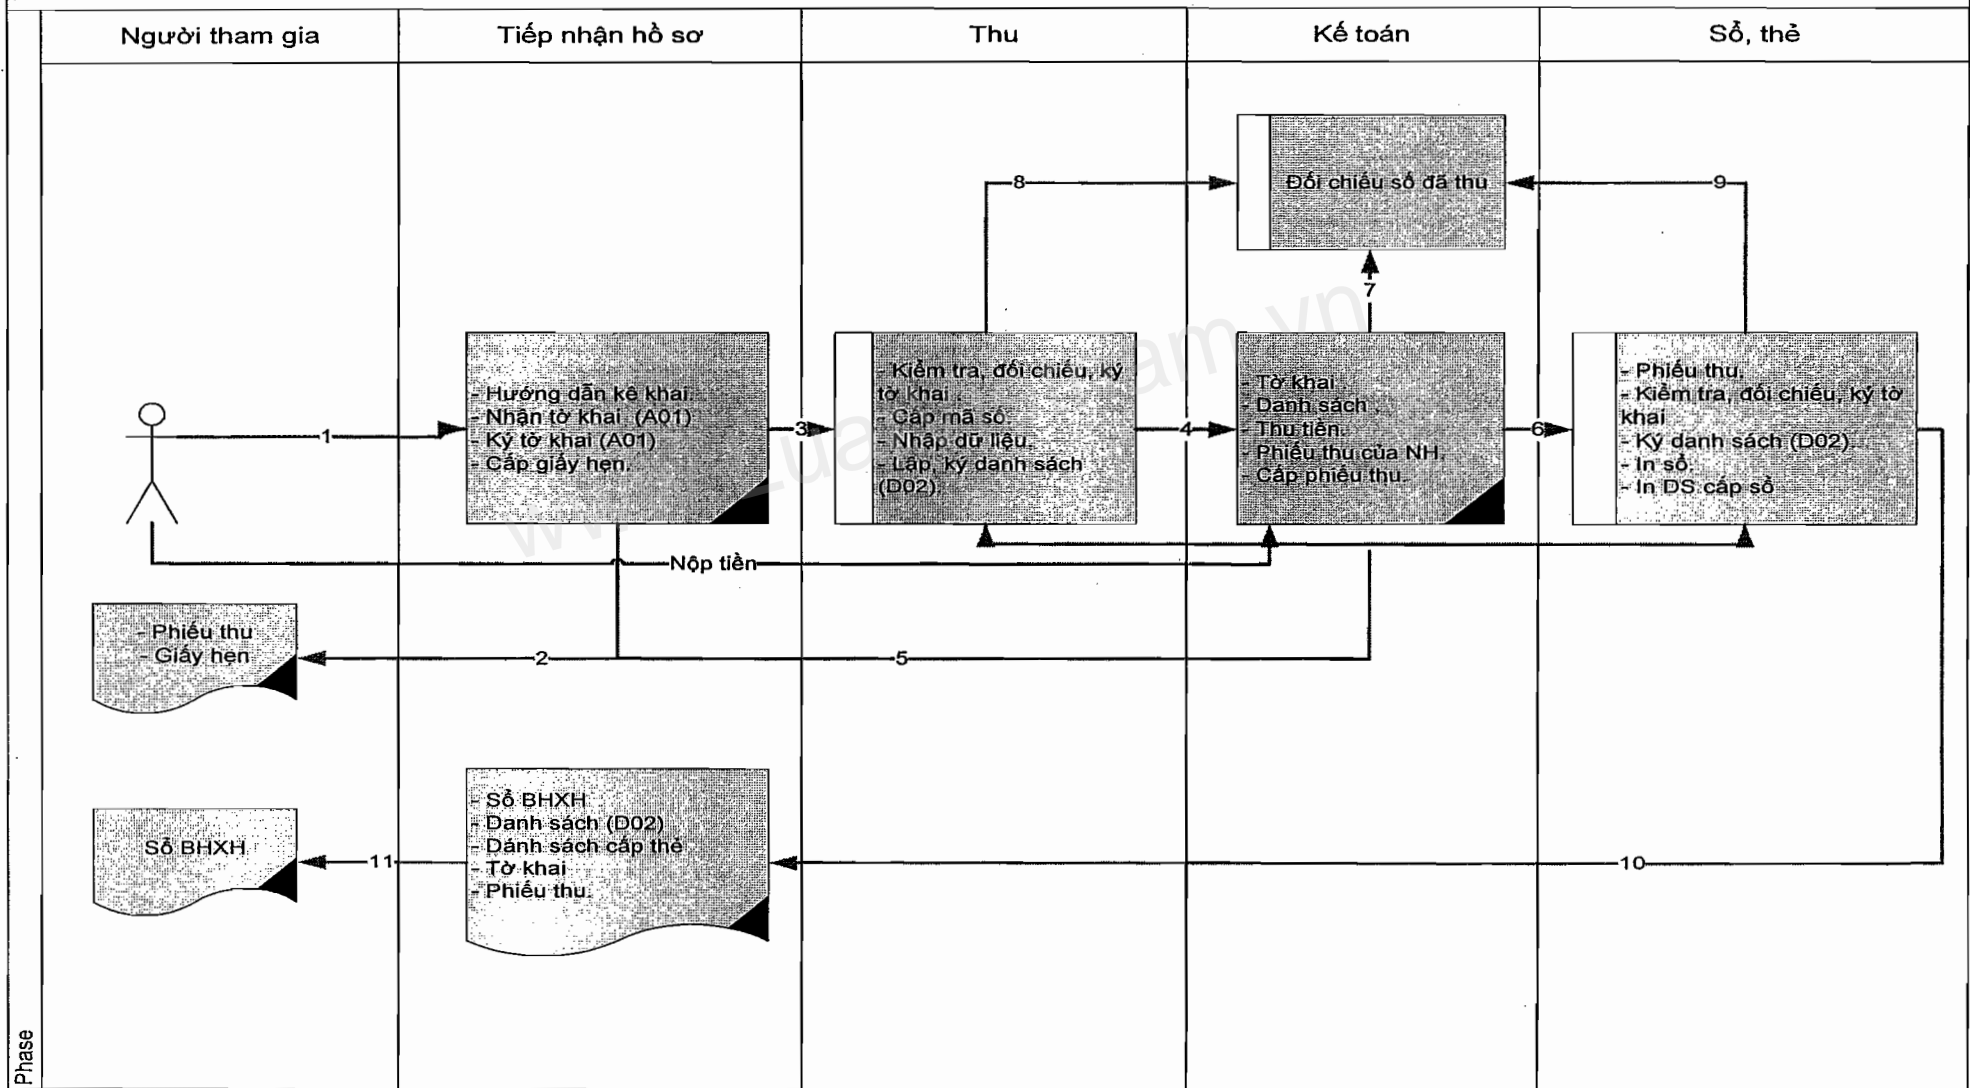 Người tham gia
Tiếp nhận hồ sơ
Thu
Kế toán
Sổ, thẻ
8
Đối chiếu số đã thu
9
7
- Hướng dẫn kê khai.
- Nhận tờ khai (A01)
- Ký tờ khai (A01)
- Cấp giấy hẹn.
- Kiểm tra, đối chiếu, ký
tờ khai .
- Cấp mã số.
- Nhập dữ liệu.
- Lập, ký danh sách
(D02).
- Tờ khai
- Danh sách .
- Thu tiền.
- Phiếu thu của NH.
- Cấp phiếu thu.
- Phiếu thu.
- Kiểm tra, đối chiếu, ký tờ
khai
- Ký danh sách (D02).
- In sổ.
- In DS cấp sổ
1
3
4
6
Nộp tiền
- Phiếu thu
- Giấy hẹn
2
5
- Sổ BHXH
- Danh sách (D02)
- Dánh sách cấp thẻ
- Tờ khai
- Phiếu thu.
Sổ BHXH
11
10
Phase